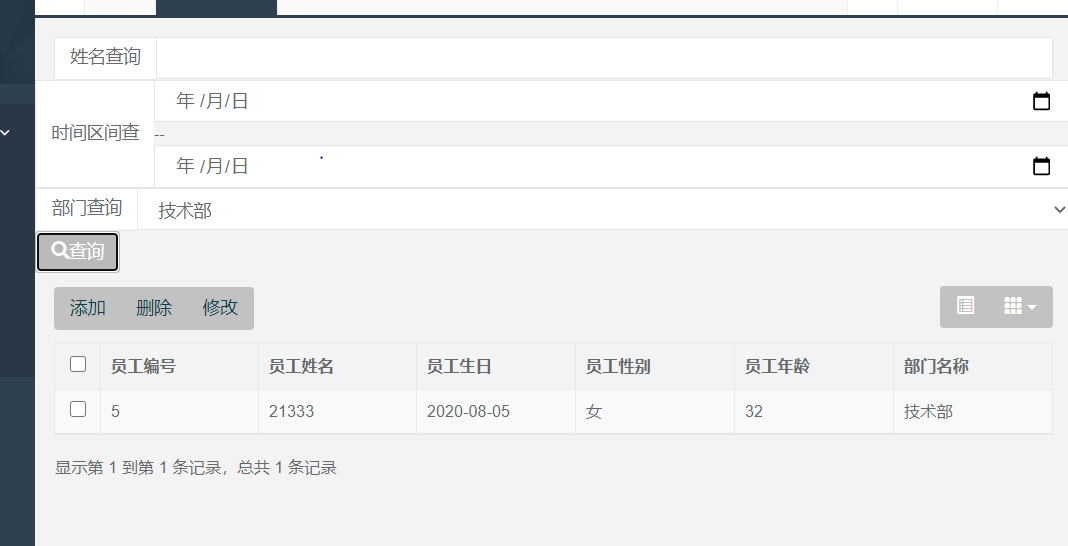 姓名查询
年 /月/日
时间区间查 --
年 /月/日
部门查询 技术部
查询
添加 删除 修改
员工编号 员工姓名 员工生日 员工性别 员工年龄 部门名称
5 21333 2020-08-05 女 32 技术部
显示第 1 到第 1 条记录，总共 1 条记录